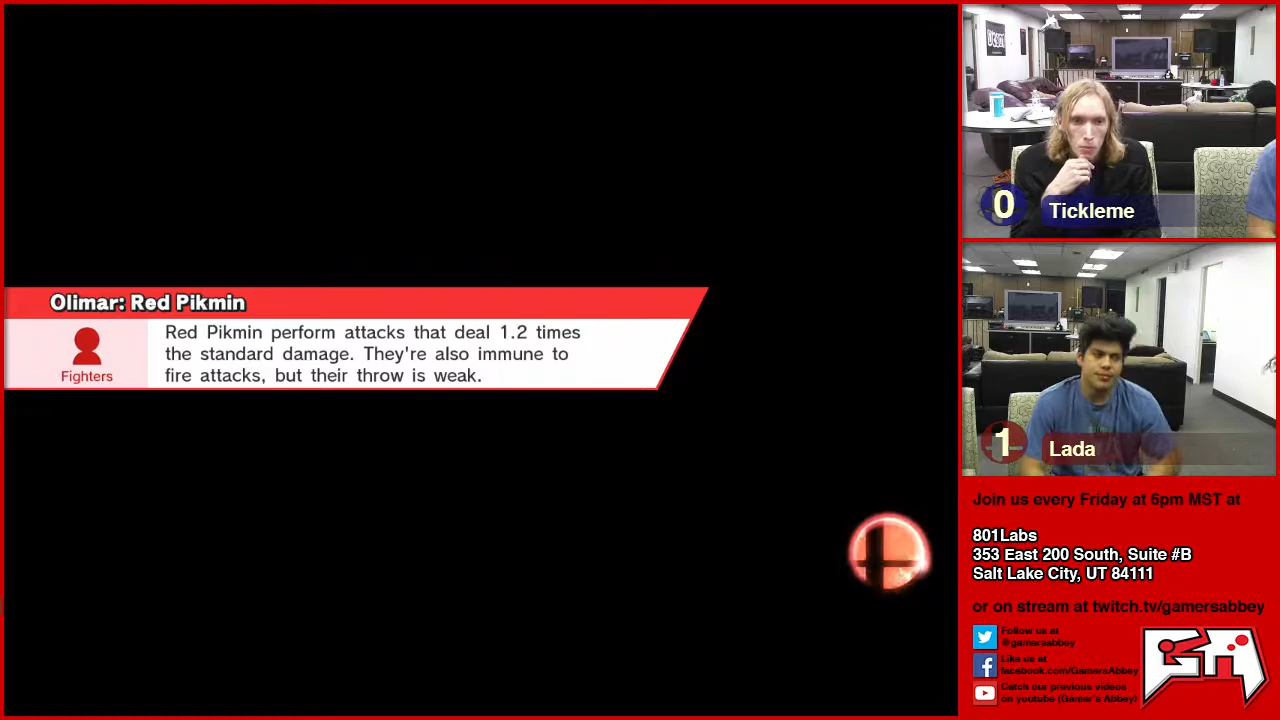 Olimar: Red Pikmin
Fighters
Red Pikmin perform attacks that deal 1.2 times
the standard damage. They're also immune to
fire attacks, but their throw is weak.
0
Tickleme
1
Lada
Join us every Friday at 6pm MST at
801Labs
353 East 200 South, Suite #B
Salt Lake City, UT 84111
or on stream at twitch.tv/gamersabbey
Follow us at
@gamersabbey
Like us at
facebook.com/GamersAbbey
Catch our previous videos
on youtube (Gamer's Abbey)
GA